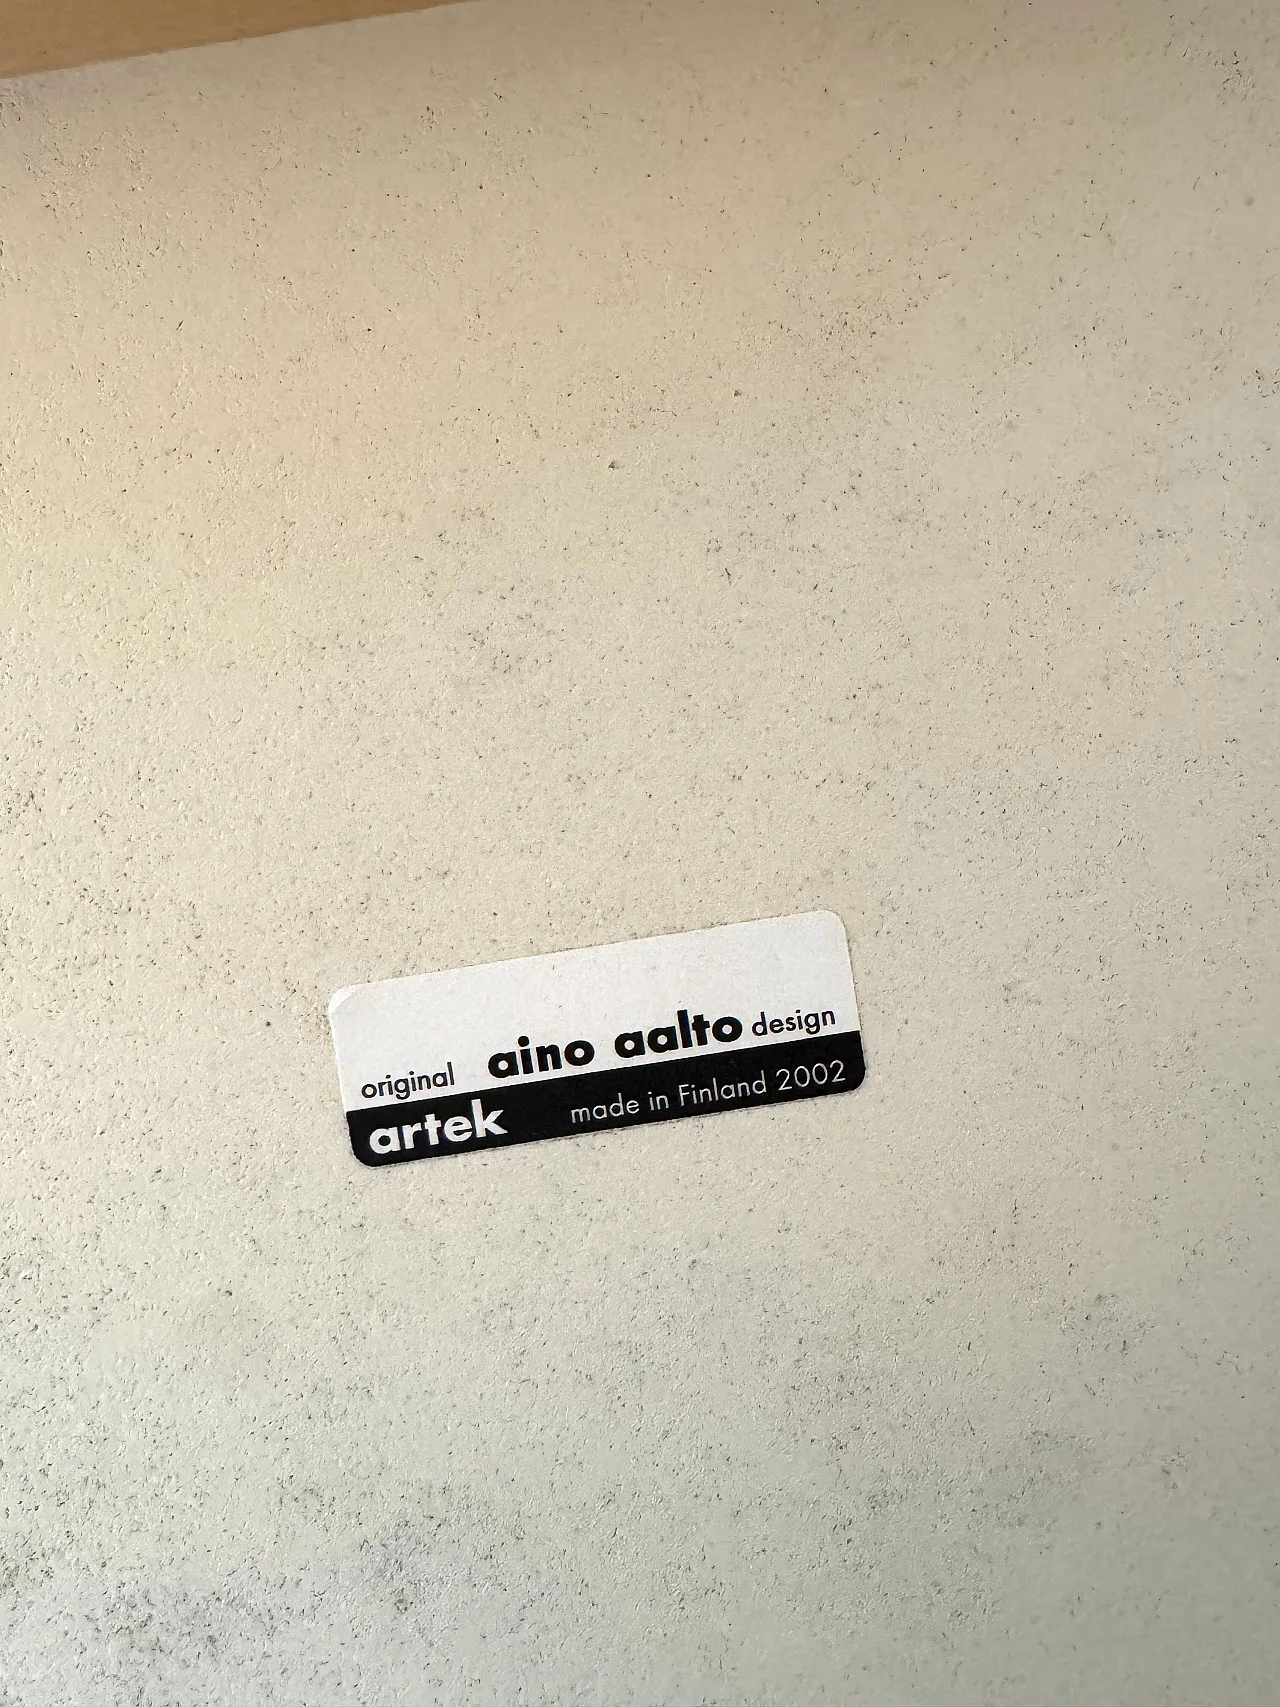 original aino aalto design
artek made in Finland 2002